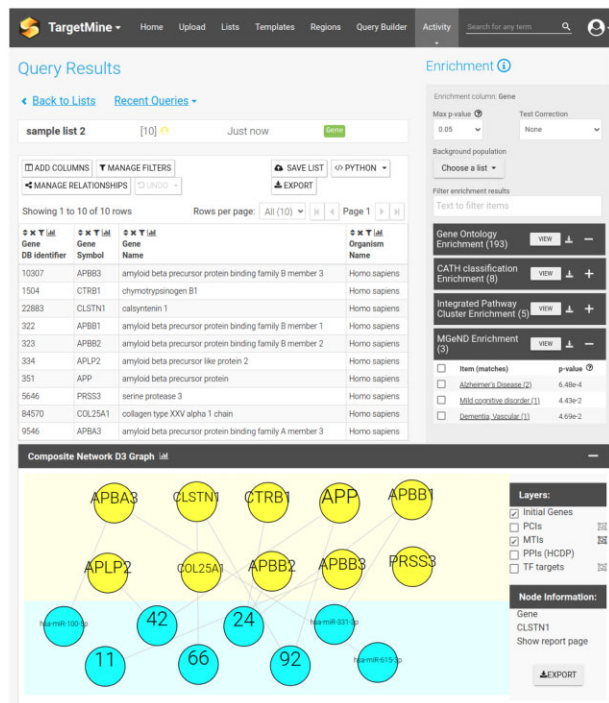 TargetMine Home Upload Lists Templates Regions Query Builder Activity Search for any term
Query Results
Back to Lists Recent Queries
sample list 2 [10] Just now Gene
ADD COLUMNS MANAGE FILTERS SAVE LIST PYTHON
MANAGE RELATIONSHIPS UNDO EXPORT
Showing 1 to 10 of 10 rows Rows per page: All (10) Page 1
Gene DB identifier Gene Symbol Gene Name Organism Name
10307 APBB3 amyloid beta precursor protein binding family B member 3 Homo sapiens
1504 CTRB1 chymotrypsinogen B1 Homo sapiens
22883 CLSTN1 calsyntenin 1 Homo sapiens
322 APBB1 amyloid beta precursor protein binding family B member 1 Homo sapiens
323 APBB2 amyloid beta precursor protein binding family B member 2 Homo sapiens
334 APLP2 amyloid beta precursor like protein 2 Homo sapiens
351 APP amyloid beta precursor protein Homo sapiens
5646 PRSS3 serine protease 3 Homo sapiens
84570 COL25A1 collagen type XXV alpha 1 chain Homo sapiens
9546 APBA3 amyloid beta precursor protein binding family A member 3 Homo sapiens
Enrichment
Enrichment column: Gene
Max p-value Test Correction
0.05 None
Background population
Choose a list
Filter enrichment results
Text to filter items
Gene Ontology
Enrichment (193) VIEW
CATH classification
Enrichment (8) VIEW
Integrated Pathway
Cluster Enrichment (5) VIEW
MGeND Enrichment
(3) VIEW
Item (matches) p-value
Alzheimer's Disease (2) 6.48e-4
Mild cognitive disorder (1) 4.43e-2
Dementia, Vascular (1) 4.69e-2
Composite Network D3 Graph
APBA3 CLSTN1 CTRB1 APP APBB1
APLP2 COL25A1 APBB2 APBB3 PRSS3
hsa-miR-100-5p 42 24 hsa-miR-331-3p
11 66 92 hsa-miR-615-3p
Layers:
Initial Genes
PCIs
MTIs
PPIs (HCDP)
TF targets
Node Information:
Gene
CLSTN1
Show report page
EXPORT